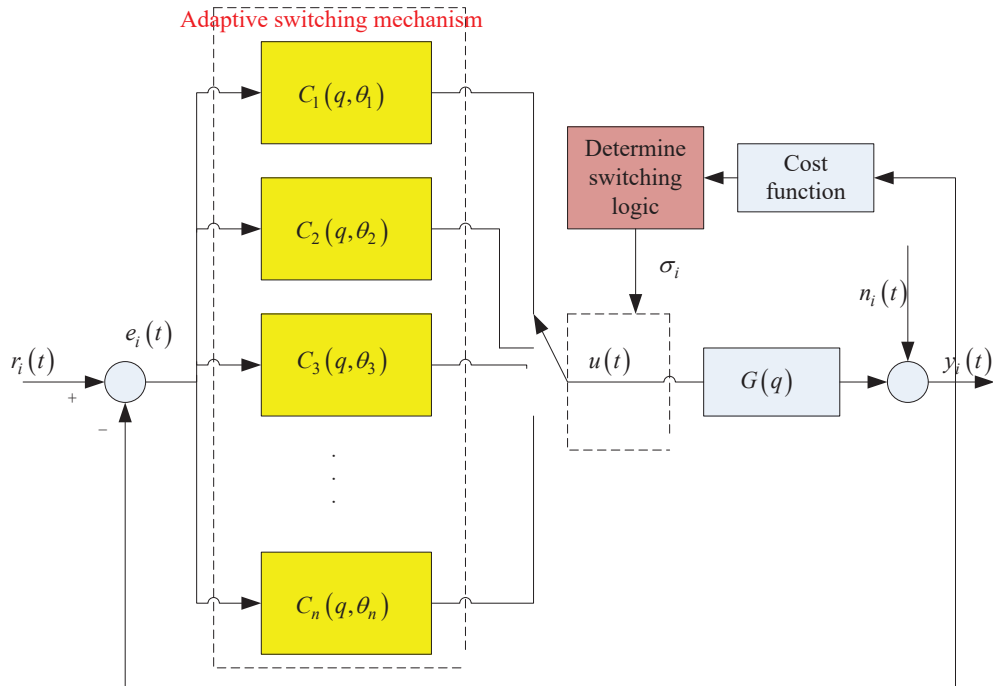 Adaptive switching mechanism
C₁(q,θ₁)
Determine
switching
logic
Cost
function
C₂(q,θ₂)
σᵢ
nᵢ(t)
eᵢ(t)
C₃(q,θ₃)
rᵢ(t)
u(t)
G(q)
yᵢ(t)
+
−
.
.
.
Cₙ(q,θₙ)